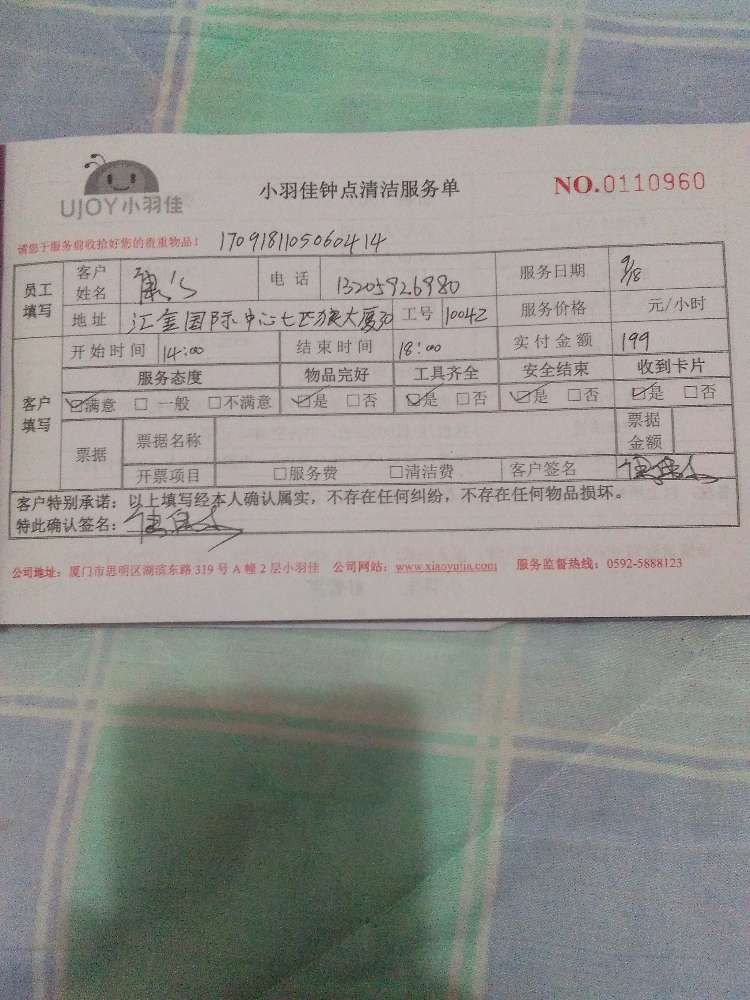 UJOY小羽佳
小羽佳钟点清洁服务单
NO.0110960
请您于服务前收拾好您的贵重物品! 170918110506041 4
员工填写 客户姓名 电话 13205926980 服务日期 9/18
地址 汇金国际中心七匹狼大厦 工号 10042 服务价格 元/小时
客户填写 开始时间 14:00 结束时间 18:00 实付金额 199
服务态度 物品完好 工具齐全 安全结束 收到卡片
☑满意 □一般 □不满意 ☑是 □否 ☑是 □否 ☑是 □否 ☑是 □否
票据 票据名称 票据金额
开票项目 □服务费 □清洁费 客户签名
客户特别承诺：以上填写经本人确认属实，不存在任何纠纷，不存在任何物品损坏。
特此确认签名：
公司地址：厦门市思明区湖滨东路 319 号 A 幢 2 层小羽佳 公司网站：www.xiaoyujia.com 服务监督热线：0592-5888123